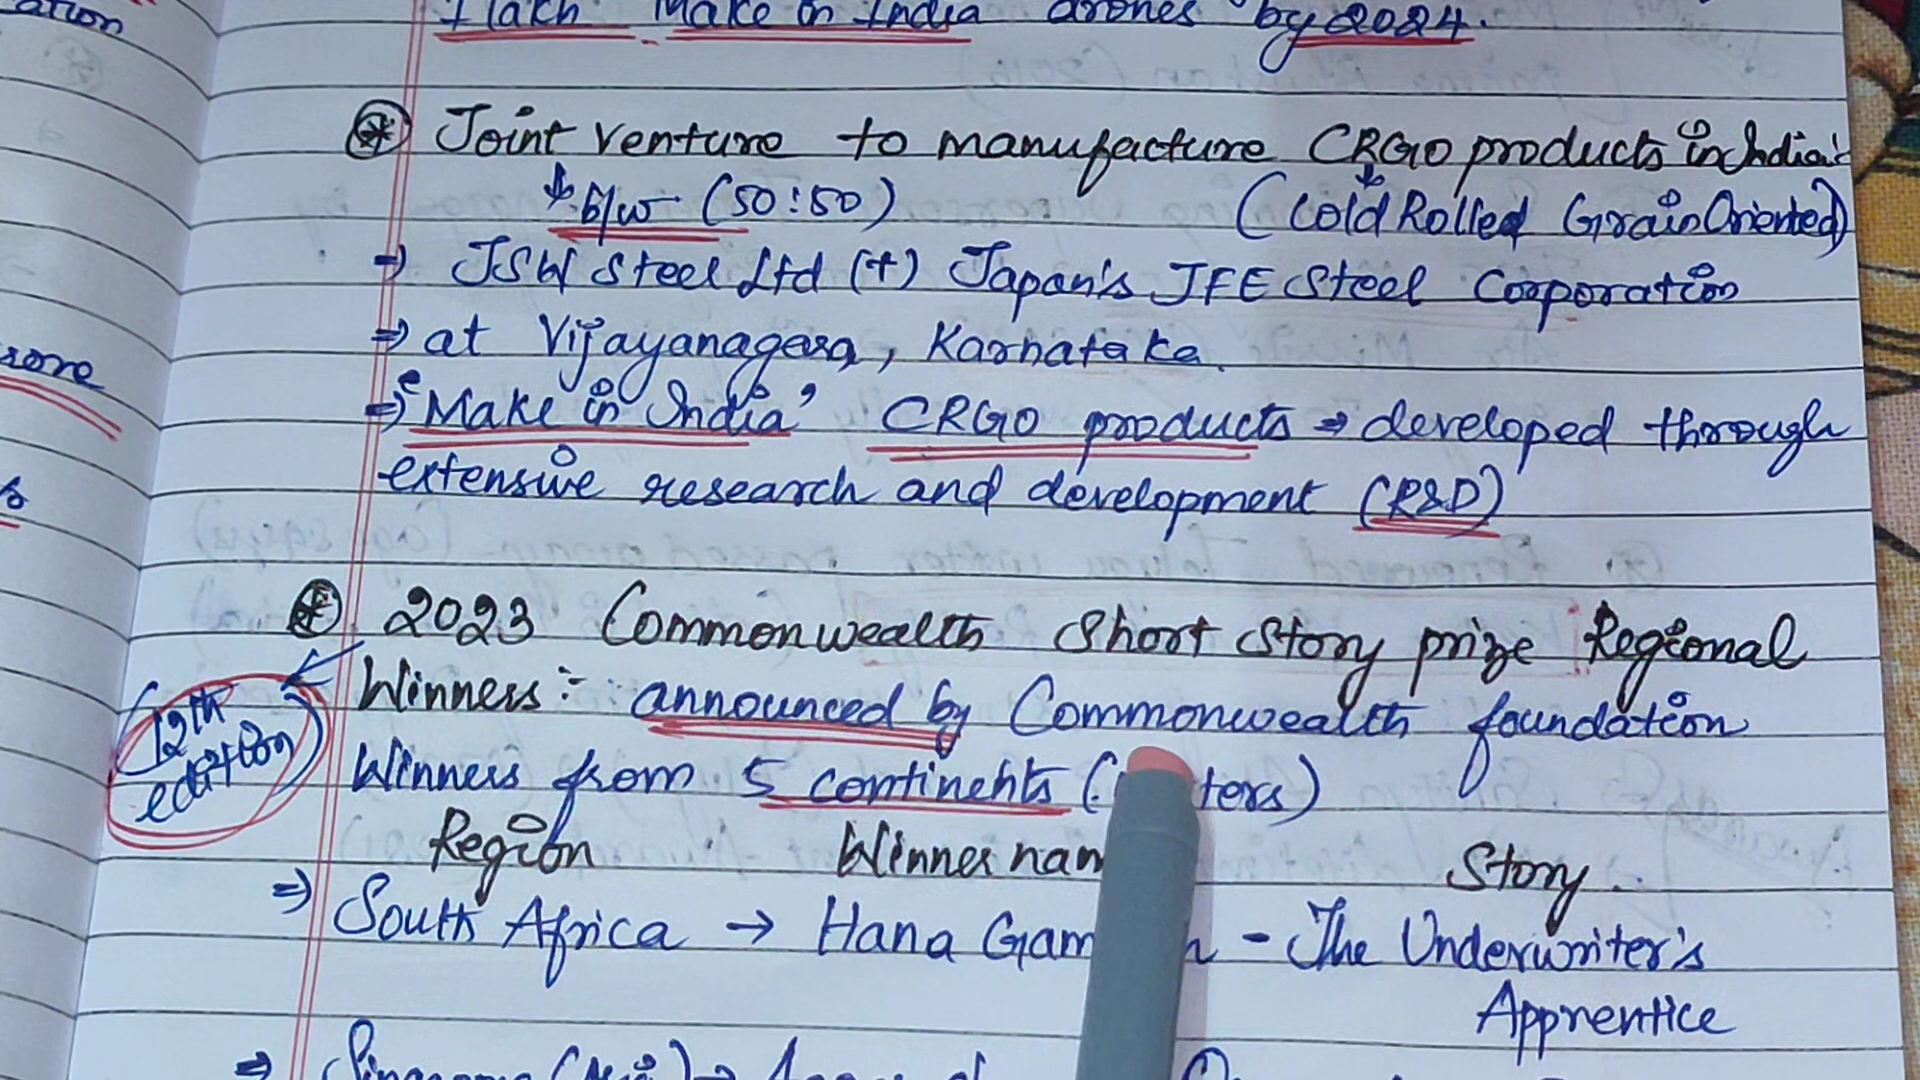 1 lakh Make in India drones by 2024.
Joint venture to manufacture CRGO products in India:
b/w (50:50) (Cold Rolled Grain Oriented)
⇒ JSW Steel Ltd (+) Japan's JFE Steel Corporation
⇒ at Vijayanagara, Karnataka.
⇒ 'Make in India' CRGO products → developed through
extensive research and development (R&D)
2023 Commonwealth Short Story prize Regional
Winners:- announced by Commonwealth foundation
12th edition
Winners from 5 continents
Region Winner Story
⇒ South Africa → Hana - The Underwriter's
Apprentice